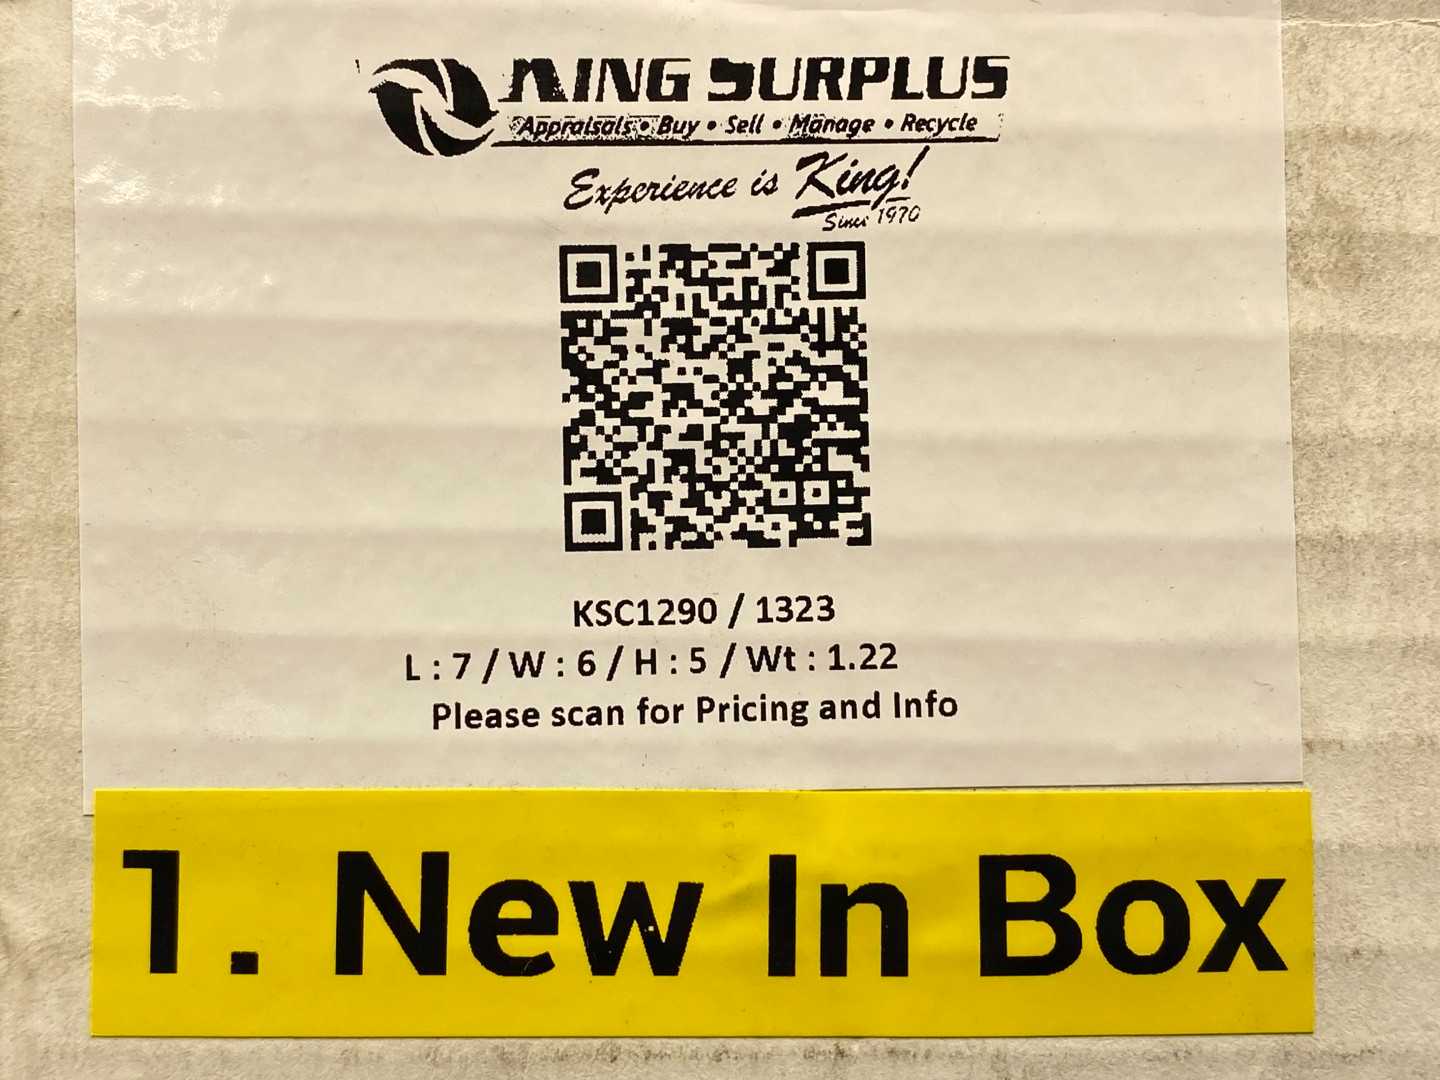 KING SURPLUS
Appraisals • Buy • Sell • Manage • Recycle
Experience is King!
Since 1970
KSC1290 / 1323
L : 7 / W : 6 / H : 5 / Wt : 1.22
Please scan for Pricing and Info
1. New In Box